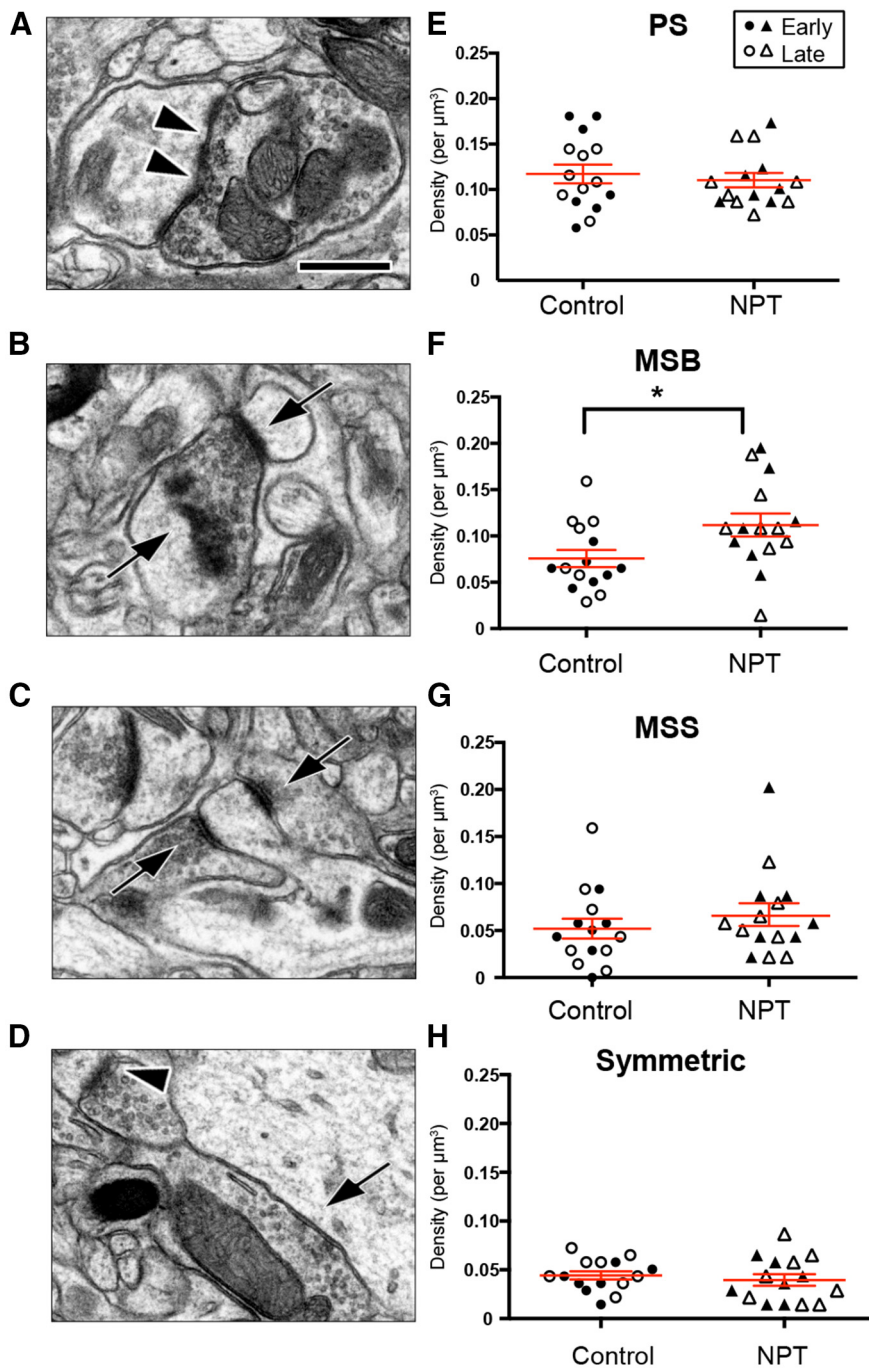 A
B
C
D
E
PS
Early
Late
Density (per µm³)
0.25
0.20
0.15
0.10
0.05
0
Control
NPT
F
MSB
*
Density (per µm³)
0.25
0.20
0.15
0.10
0.05
0
Control
NPT
G
MSS
Density (per µm³)
0.25
0.20
0.15
0.10
0.05
0
Control
NPT
H
Symmetric
Density (per µm³)
0.25
0.20
0.15
0.10
0.05
0
Control
NPT